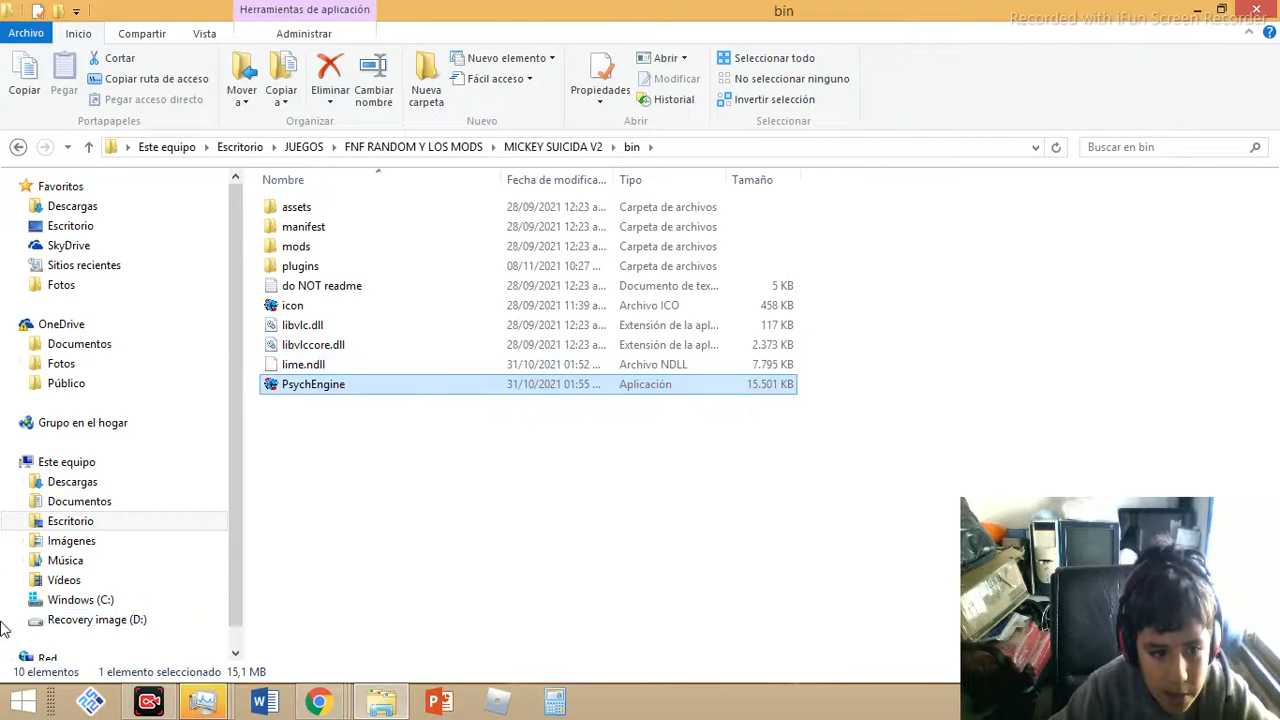 Herramientas de aplicación
bin
Recorded with iFun Screen Recorder
Archivo Inicio Compartir Vista Administrar
Copiar
Pegar
Cortar
Copiar ruta de acceso
Pegar acceso directo
Portapapeles
Mover a
Copiar a
Eliminar
Cambiar nombre
Organizar
Nueva carpeta
Nuevo elemento
Fácil acceso
Nuevo
Propiedades
Abrir
Modificar
Historial
Abrir
Seleccionar todo
No seleccionar ninguno
Invertir selección
Seleccionar
Este equipo Escritorio JUEGOS FNF RANDOM Y LOS MODS MICKEY SUICIDA V2 bin
Buscar en bin
Favoritos
Descargas
Escritorio
SkyDrive
Sitios recientes
Fotos
OneDrive
Documentos
Fotos
Público
Grupo en el hogar
Este equipo
Descargas
Documentos
Escritorio
Imágenes
Música
Vídeos
Windows (C:)
Recovery image (D:)
Red
Nombre Fecha de modifica... Tipo Tamaño
assets 28/09/2021 12:23 a... Carpeta de archivos
manifest 28/09/2021 12:23 a... Carpeta de archivos
mods 28/09/2021 12:23 a... Carpeta de archivos
plugins 08/11/2021 10:27 ... Carpeta de archivos
do NOT readme 28/09/2021 12:23 a... Documento de tex... 5 KB
icon 28/09/2021 11:39 a... Archivo ICO 458 KB
libvlc.dll 28/09/2021 12:23 a... Extensión de la apl... 117 KB
libvlccore.dll 28/09/2021 12:23 a... Extensión de la apl... 2.373 KB
lime.ndll 31/10/2021 01:52 ... Archivo NDLL 7.795 KB
PsychEngine 31/10/2021 01:55 ... Aplicación 15.501 KB
10 elementos 1 elemento seleccionado 15,1 MB